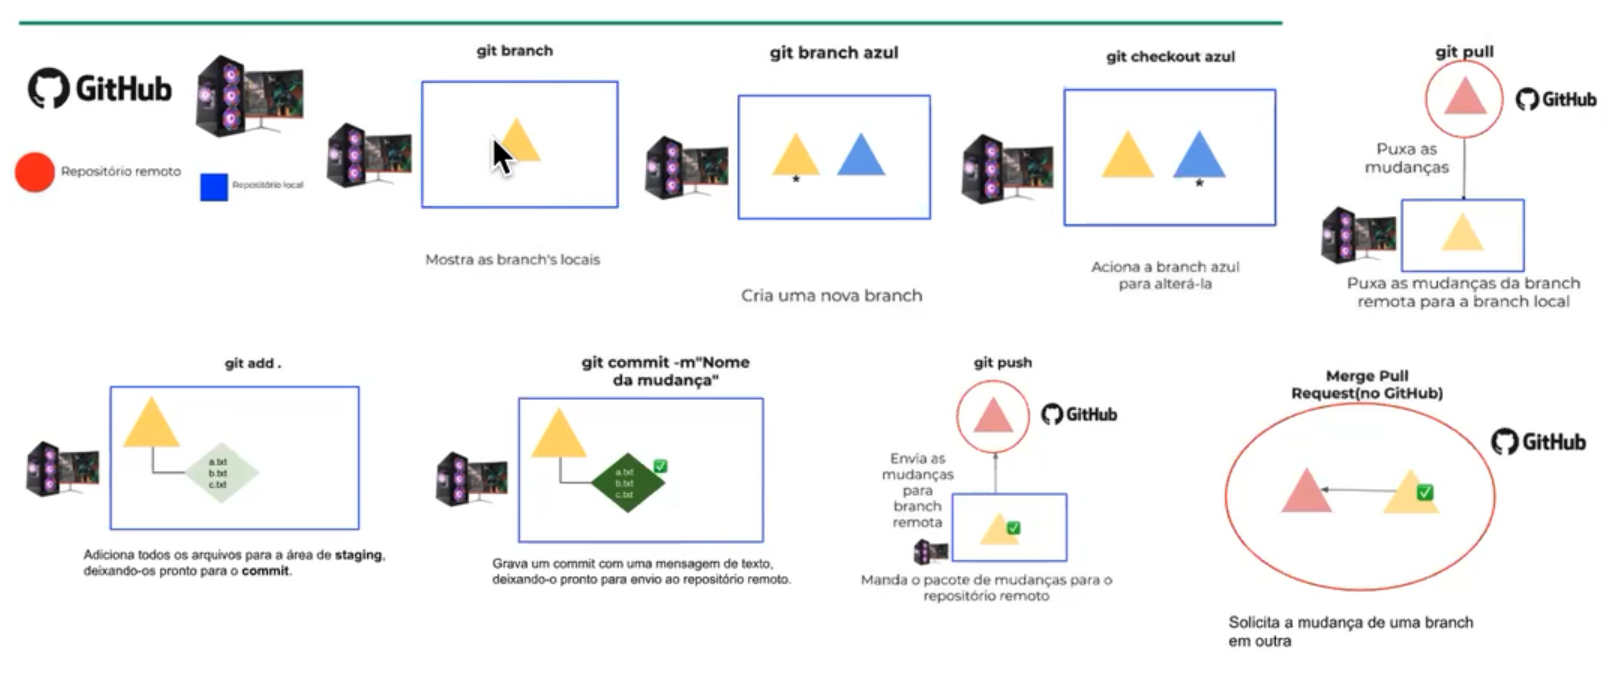 GitHub
Repositório remoto
Repositório local
git branch
Mostra as branch's locais
git branch azul
*
Cria uma nova branch
git checkout azul
*
Aciona a branch azul
para alterá-la
git pull
GitHub
Puxa as
mudanças
Puxa as mudanças da branch
remota para a branch local
git add .
a.txt
b.txt
c.txt
Adiciona todos os arquivos para a área de staging,
deixando-os pronto para o commit.
git commit -m"Nome
da mudança"
a.txt
b.txt
c.txt
Grava um commit com uma mensagem de texto,
deixando-o pronto para envio ao repositório remoto.
git push
GitHub
Envia as
mudanças
para
branch
remota
Manda o pacote de mudanças para o
repositório remoto
Merge Pull
Request(no GitHub)
GitHub
Solicita a mudança de uma branch
em outra